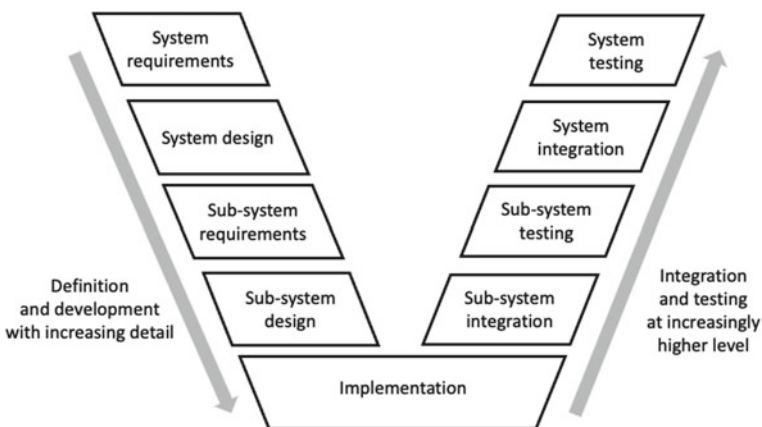 System
requirements
System design
Sub-system
requirements
Sub-system
design
Definition
and development
with increasing detail
Implementation
System
testing
System
integration
Sub-system
testing
Sub-system
integration
Integration
and testing
at increasingly
higher level